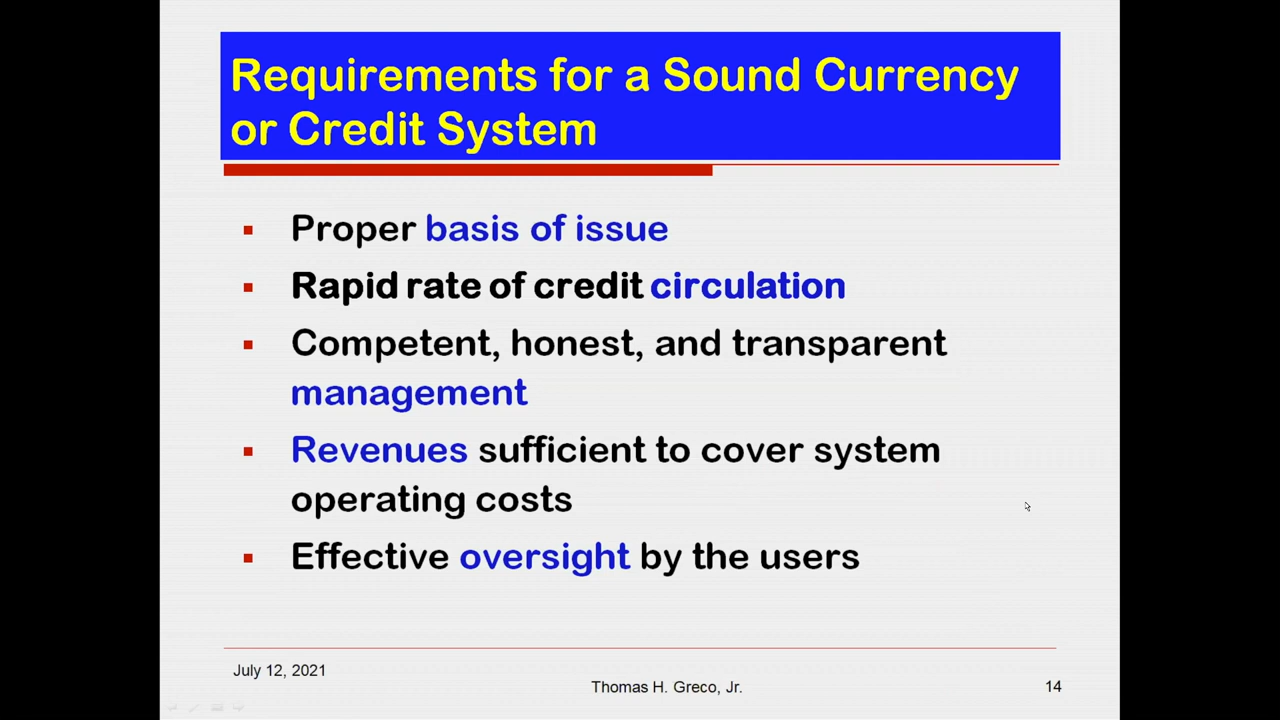 Requirements for a Sound Currency
or Credit System
Proper basis of issue
Rapid rate of credit circulation
Competent, honest, and transparent
management
Revenues sufficient to cover system
operating costs
Effective oversight by the users
July 12, 2021
Thomas H. Greco, Jr.
14